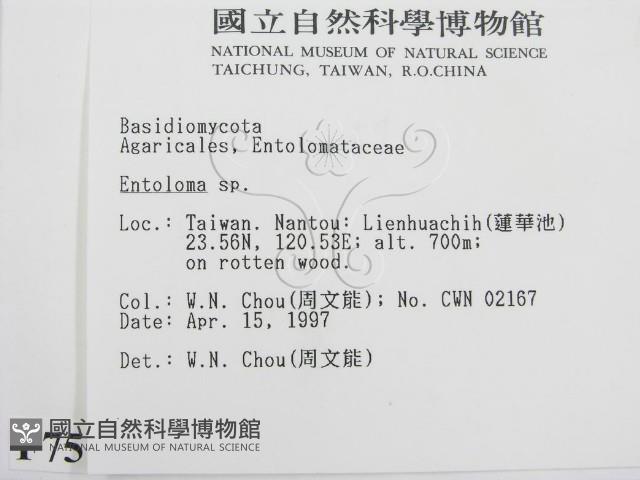 國立自然科學博物館
NATIONAL MUSEUM OF NATURAL SCIENCE
TAICHUNG, TAIWAN, R.O.CHINA
Basidiomycota
Agaricales, Entolomataceae
Entoloma sp.
Loc.: Taiwan. Nantou: Lienhuachih(蓮華池)
23.56N, 120.53E; alt. 700m;
on rotten wood.
Col.: W.N. Chou(周文能); No. CWN 02167
Date: Apr. 15, 1997
Det.: W.N. Chou(周文能)
國立自然科學博物館
NATIONAL MUSEUM OF NATURAL SCIENCE
75